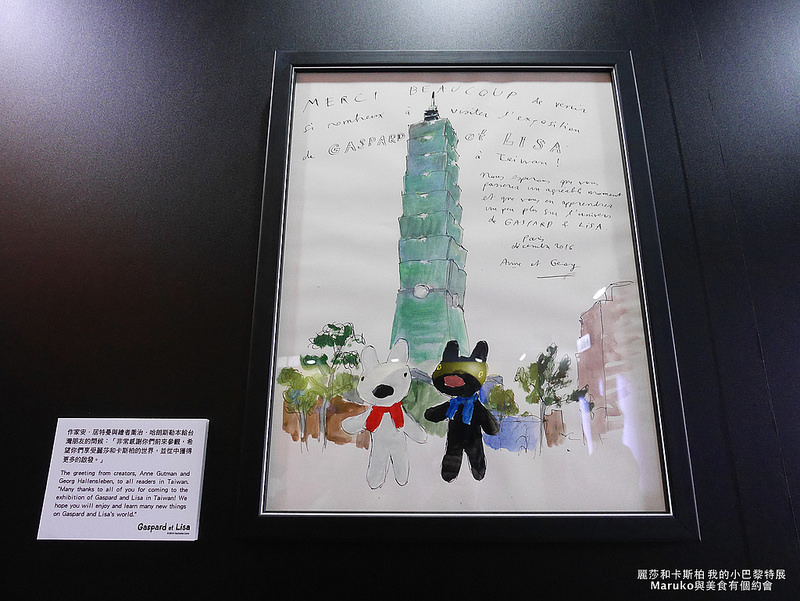 MERCI BEAUCOUP de venir
si nombreux à visiter l'exposition
de GASPARD et LISA
à Taiwan!
Nous espérons que vous
passerez un agréable moment
et que vous en apprendrez
un peu plus sur l'univers
de GASPARD & LISA
Paris
décembre 2016
Anne et Georg
作家安．居特曼與繪者喬治．哈朗斯勒本給台
灣朋友的問候：「非常感謝你們前來參觀，希
望你們享受麗莎和卡斯柏的世界，並從中獲得
更多的啟發。」
The greeting from creators, Anne Gutman and
Georg Hallensleben, to all readers in Taiwan.
"Many thanks to all of you for coming to the
exhibition of Gaspard and Lisa in Taiwan! We
hope you will enjoy and learn many new things
on Gaspard and Lisa's world."
Gaspard et Lisa
麗莎和卡斯柏 我的小巴黎特展
Maruko與美食有個約會